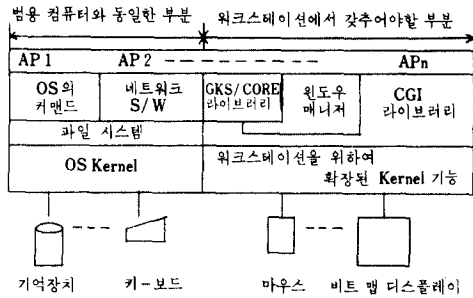 범용 컴퓨터와 동일한 부분 워크스테이션에서 갖추어야할 부분
AP 1 AP 2 APn
OS의 커맨드
네트워크 S/W
GKS/CORE 라이브러리
윈도우 매니저
CGI 라이브러리
파일 시스템
OS Kernel
워크스테이션을 위하여
확장된 Kernel 기능
기억장치 키-보드 마우스 비트 맵 디스플레이